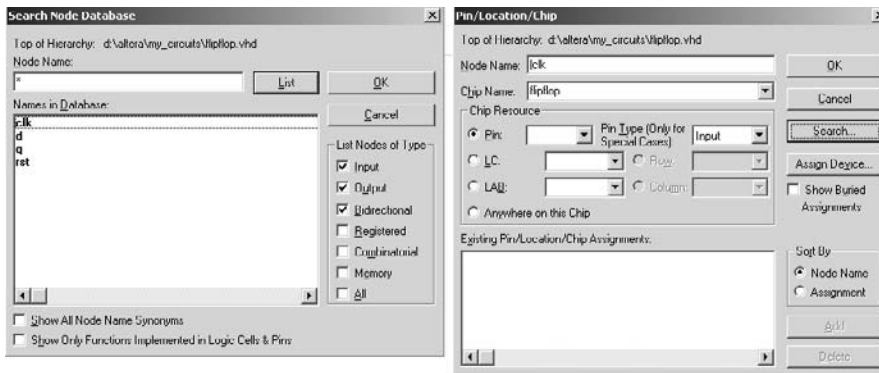 Search Node Database
Top of Hierarchy: d:\altera\my_circuits\flipflop.vhd
Node Name:
*
List
OK
Names in Database:
|clk
d
q
rst
Cancel
List Nodes of Type
Input
Output
Bidirectional
Registered
Combinatorial
Memory
All
Show All Node Name Synonyms
Show Only Functions Implemented in Logic Cells & Pins
Pin/Location/Chip
Top of Hierarchy: d:\altera\my_circuits\flipflop.vhd
Node Name: |clk
OK
Chip Name: flipflop
Cancel
Chip Resource
Pin:
Pin Type (Only for
Special Cases):
Input
Search...
LC:
Row:
Assign Device...
LAB:
Column:
Show Buried
Assignments
Anywhere on this Chip
Existing Pin/Location/Chip Assignments:
Sort By
Node Name
Assignment
Add
Delete